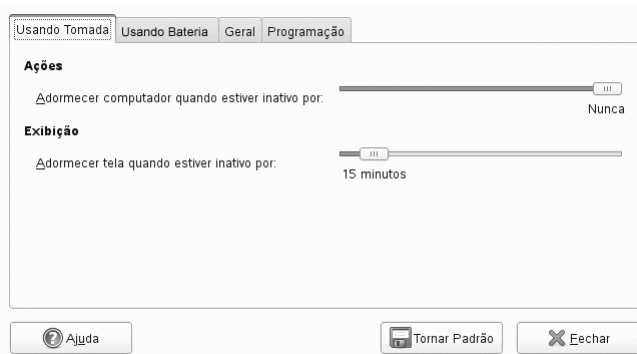 Usando Tomada Usando Bateria Geral Programação
Ações
Adormecer computador quando estiver inativo por:
Nunca
Exibição
Adormecer tela quando estiver inativo por:
15 minutos
Ajuda Tornar Padrão Fechar